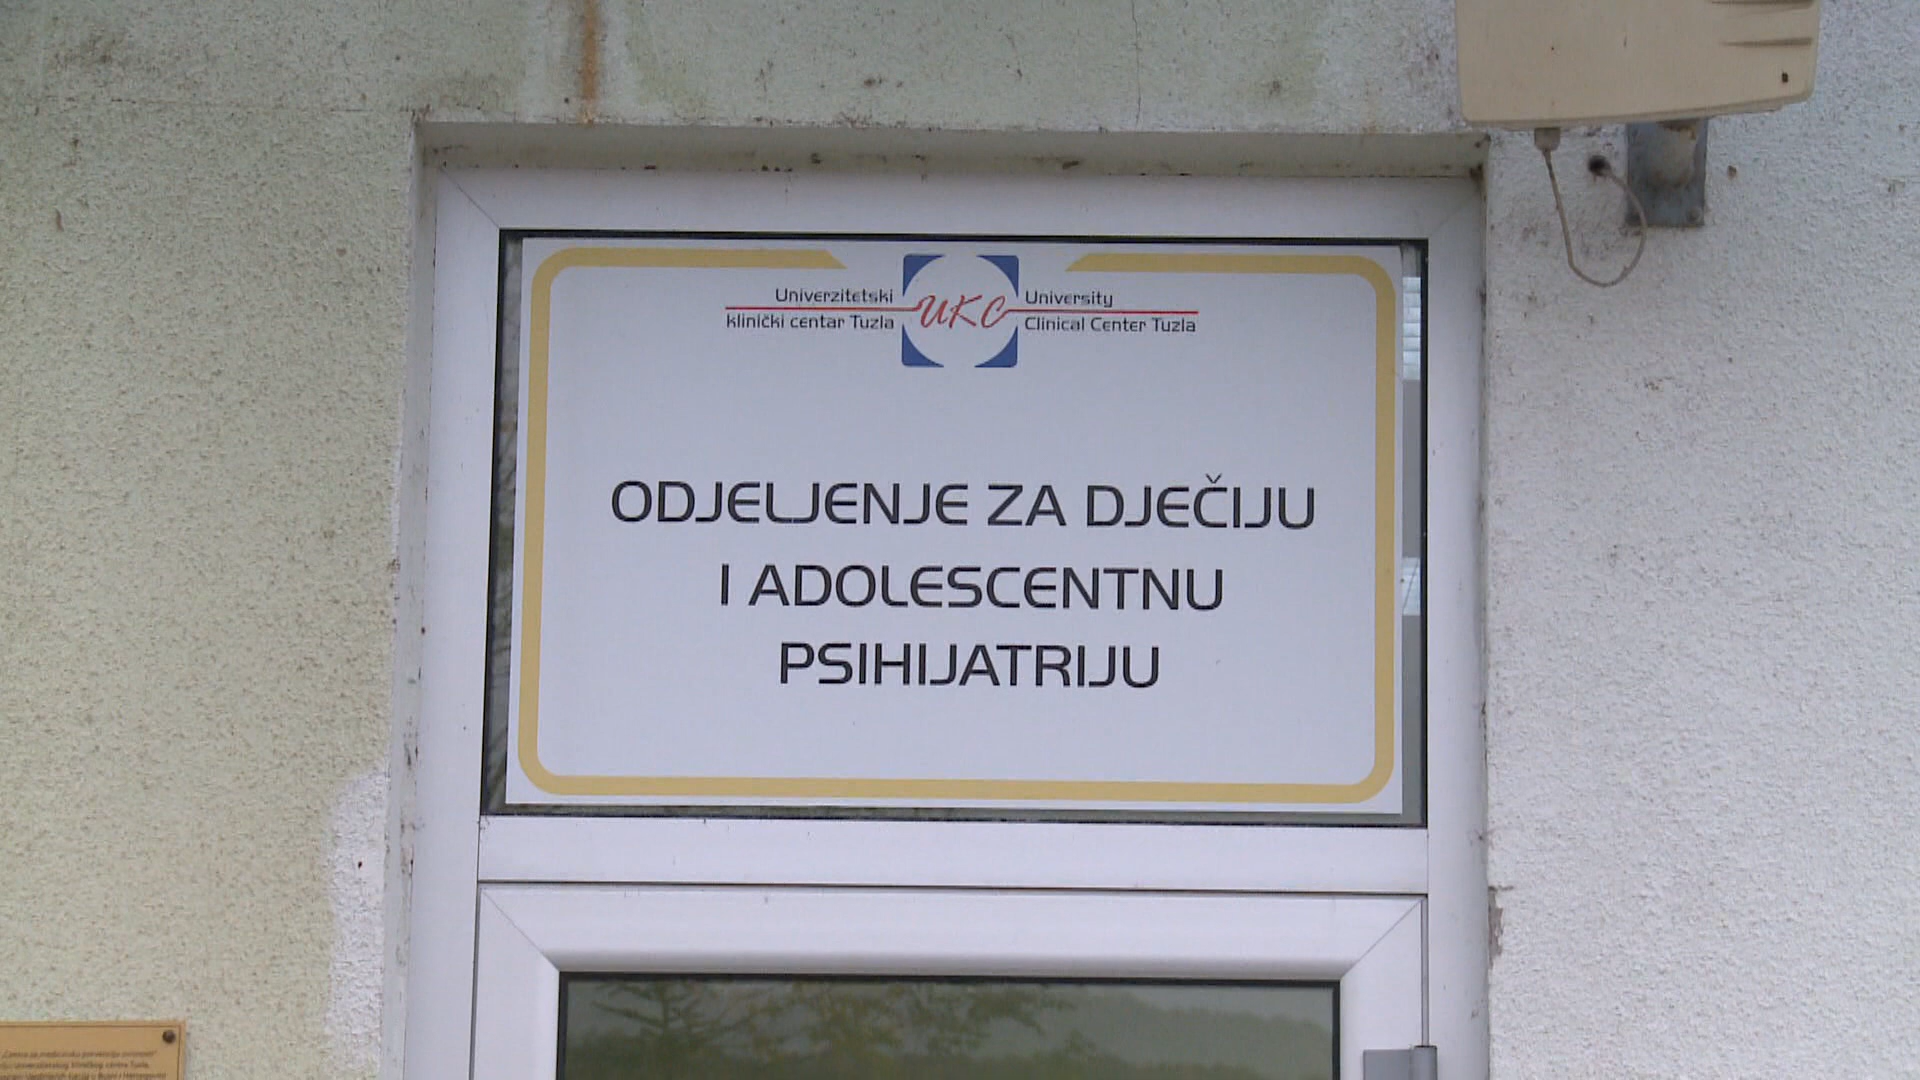 Univerzitetski
klinički centar Tuzla
UKC
University
Clinical Center Tuzla
ODJELJENJE ZA DJEČIJU
I ADOLESCENTNU
PSIHIJATRIJU